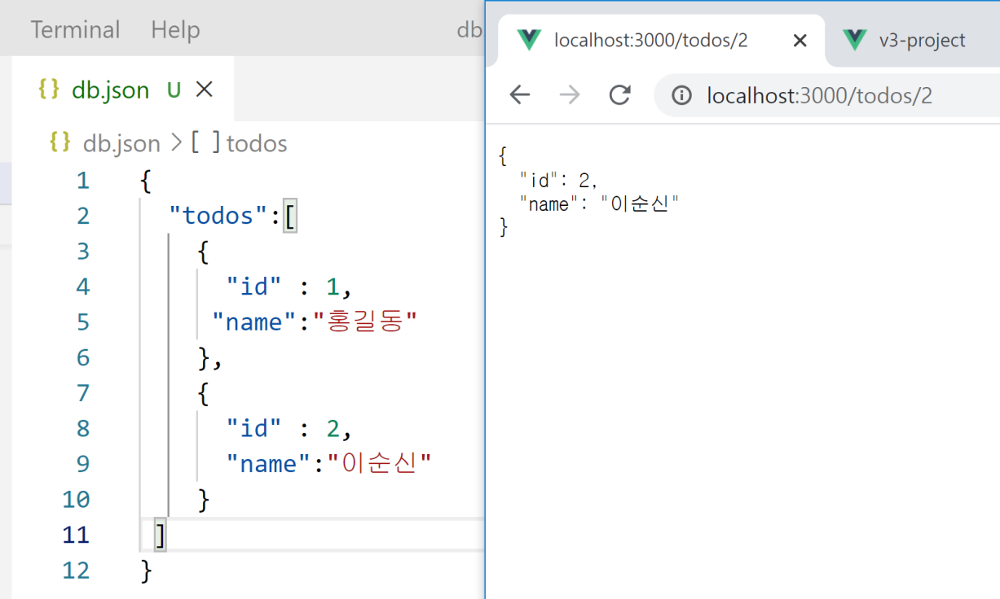 Terminal Help db
{} db.json U
{} db.json > [ ] todos
1 {
2 "todos":[
3 {
4 "id" : 1,
5 "name":"홍길동"
6 },
7 {
8 "id" : 2,
9 "name":"이순신"
10 }
11 ]
12 }
localhost:3000/todos/2 v3-project
localhost:3000/todos/2
{
"id": 2,
"name": "이순신"
}